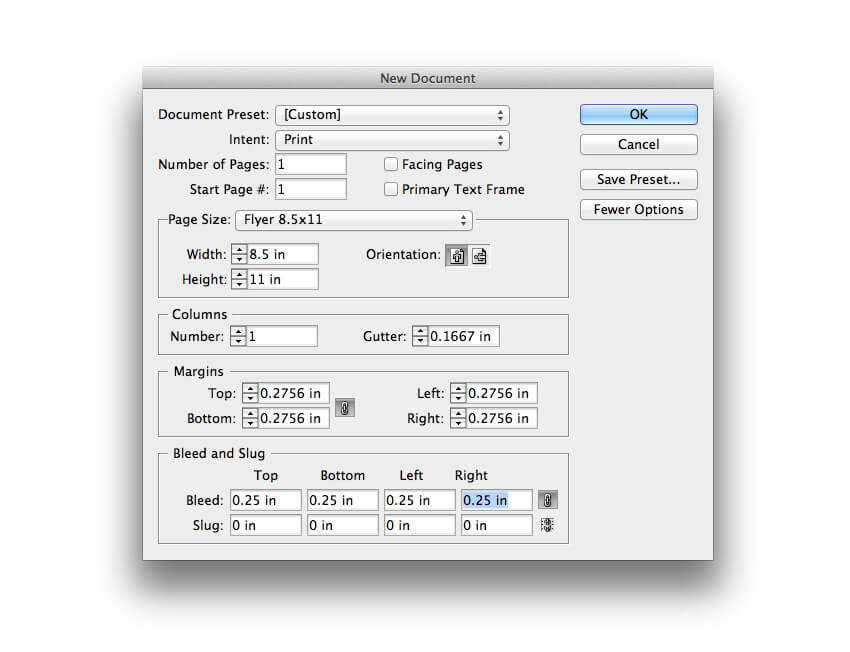 New Document
Document Preset: [Custom] OK
Intent: Print Cancel
Number of Pages: 1 Facing Pages
Start Page #: 1 Primary Text Frame Save Preset...
Page Size: Flyer 8.5x11 Fewer Options
Width: 8.5 in Orientation:
Height: 11 in
Columns
Number: 1 Gutter: 0.1667 in
Margins
Top: 0.2756 in Left: 0.2756 in
Bottom: 0.2756 in Right: 0.2756 in
Bleed and Slug
Top Bottom Left Right
Bleed: 0.25 in 0.25 in 0.25 in 0.25 in
Slug: 0 in 0 in 0 in 0 in